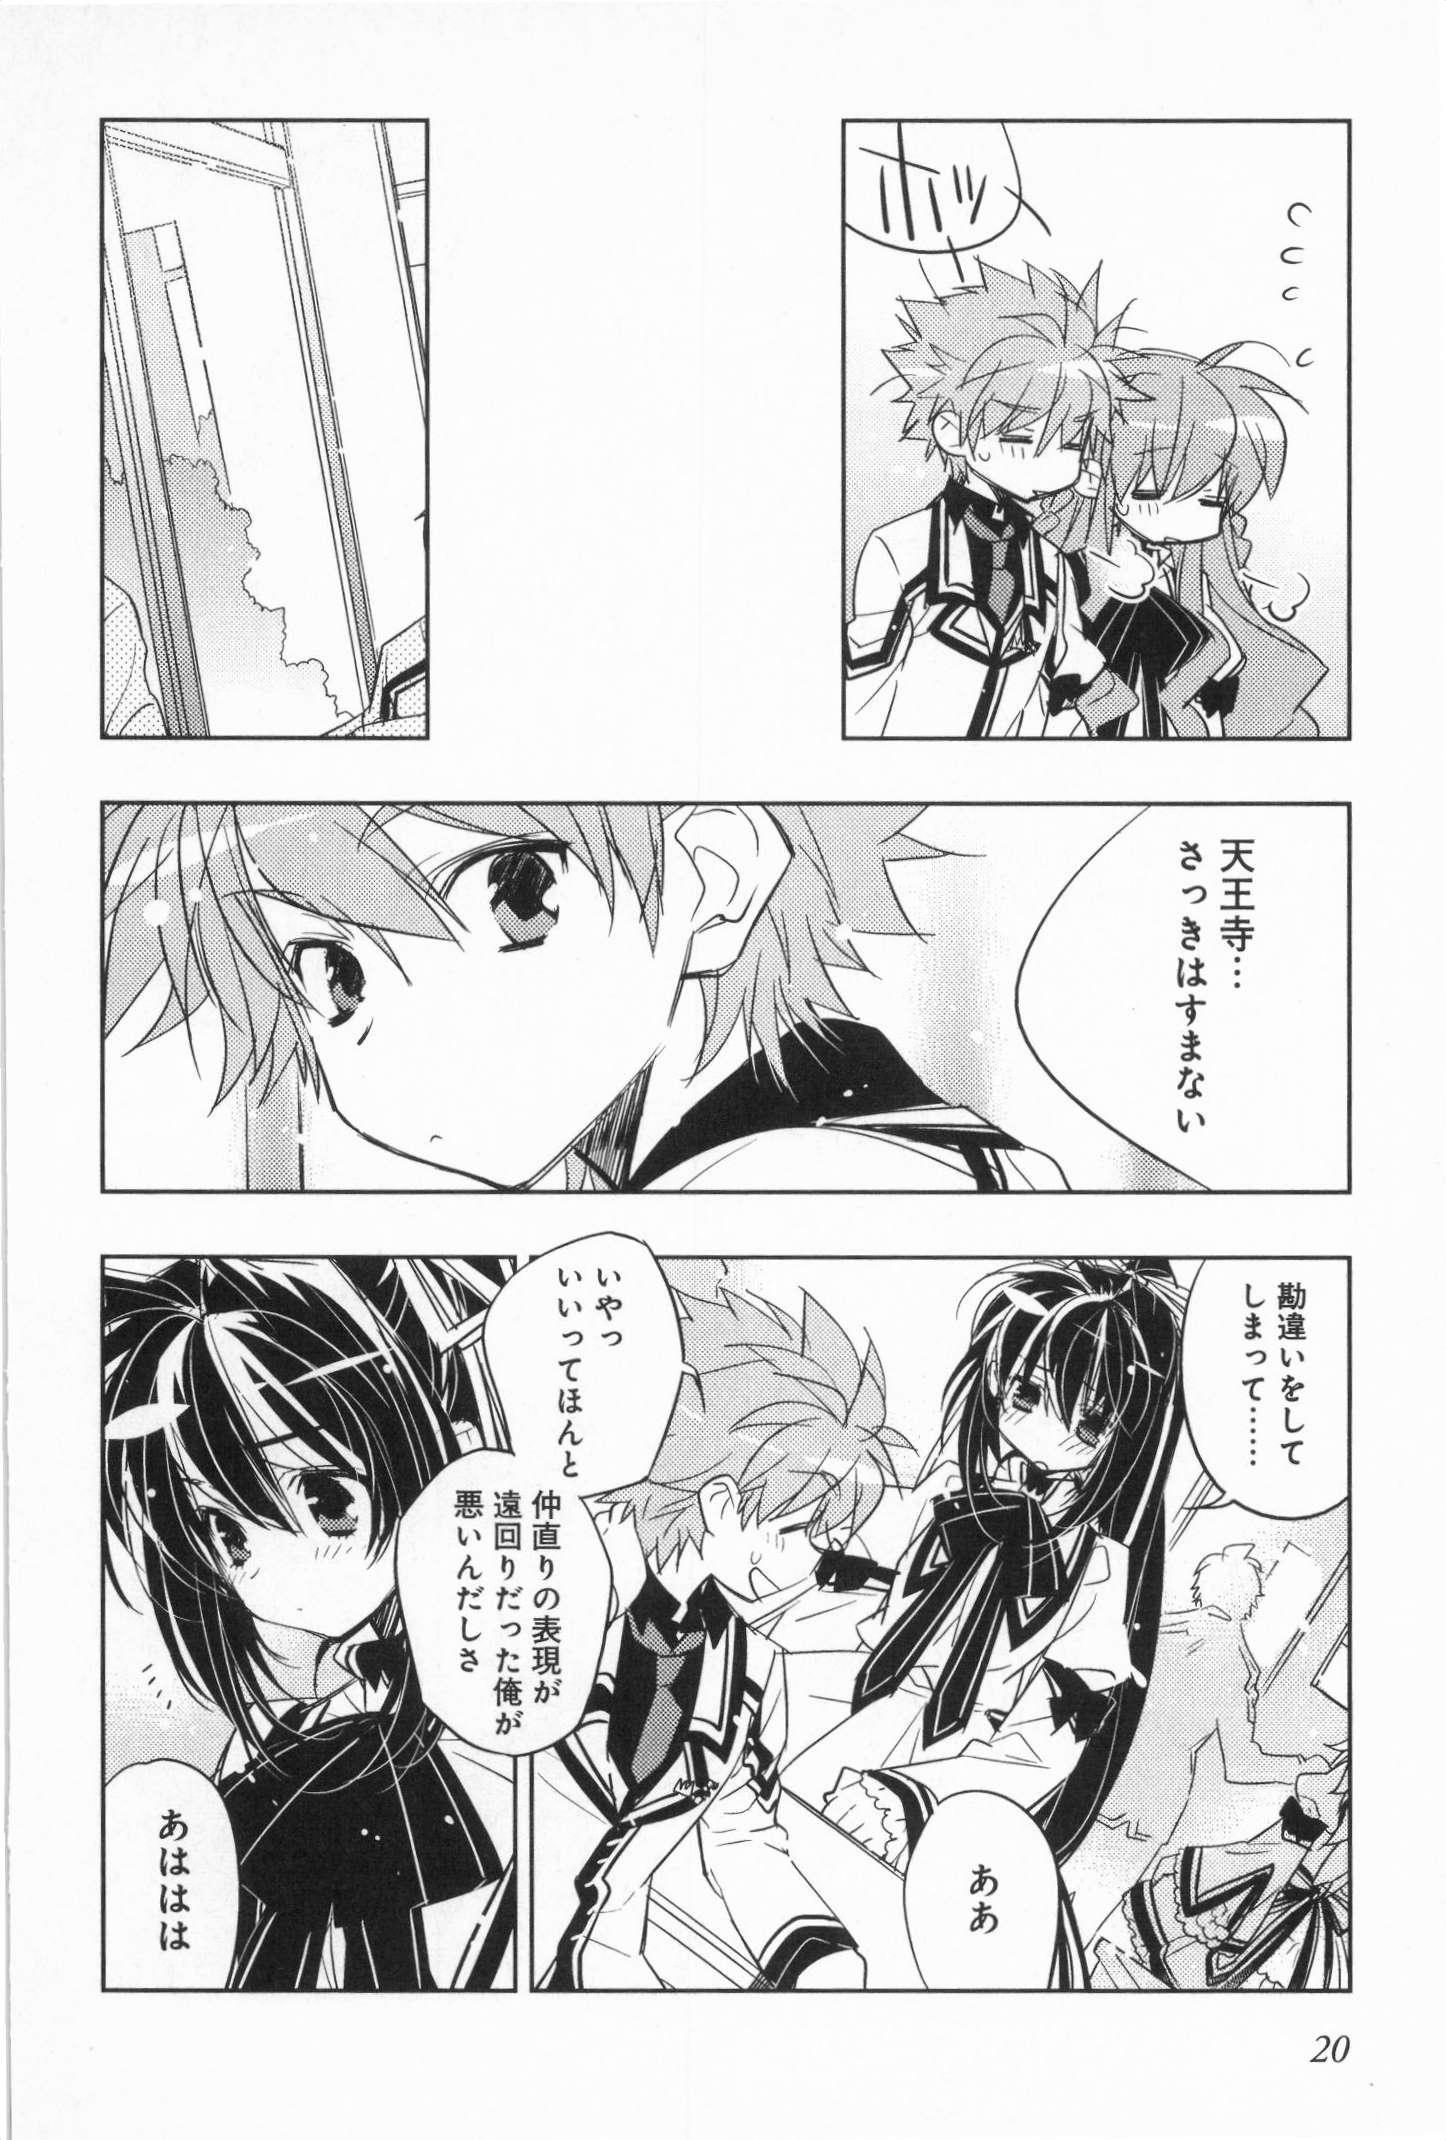 ホッ
天王寺…
さっきはすまない
勘違いをして
しまって……
ああ
いやっ
いいってほんと
仲直りの表現が
遠回りだった俺が
悪いんだしさ
あははは
20